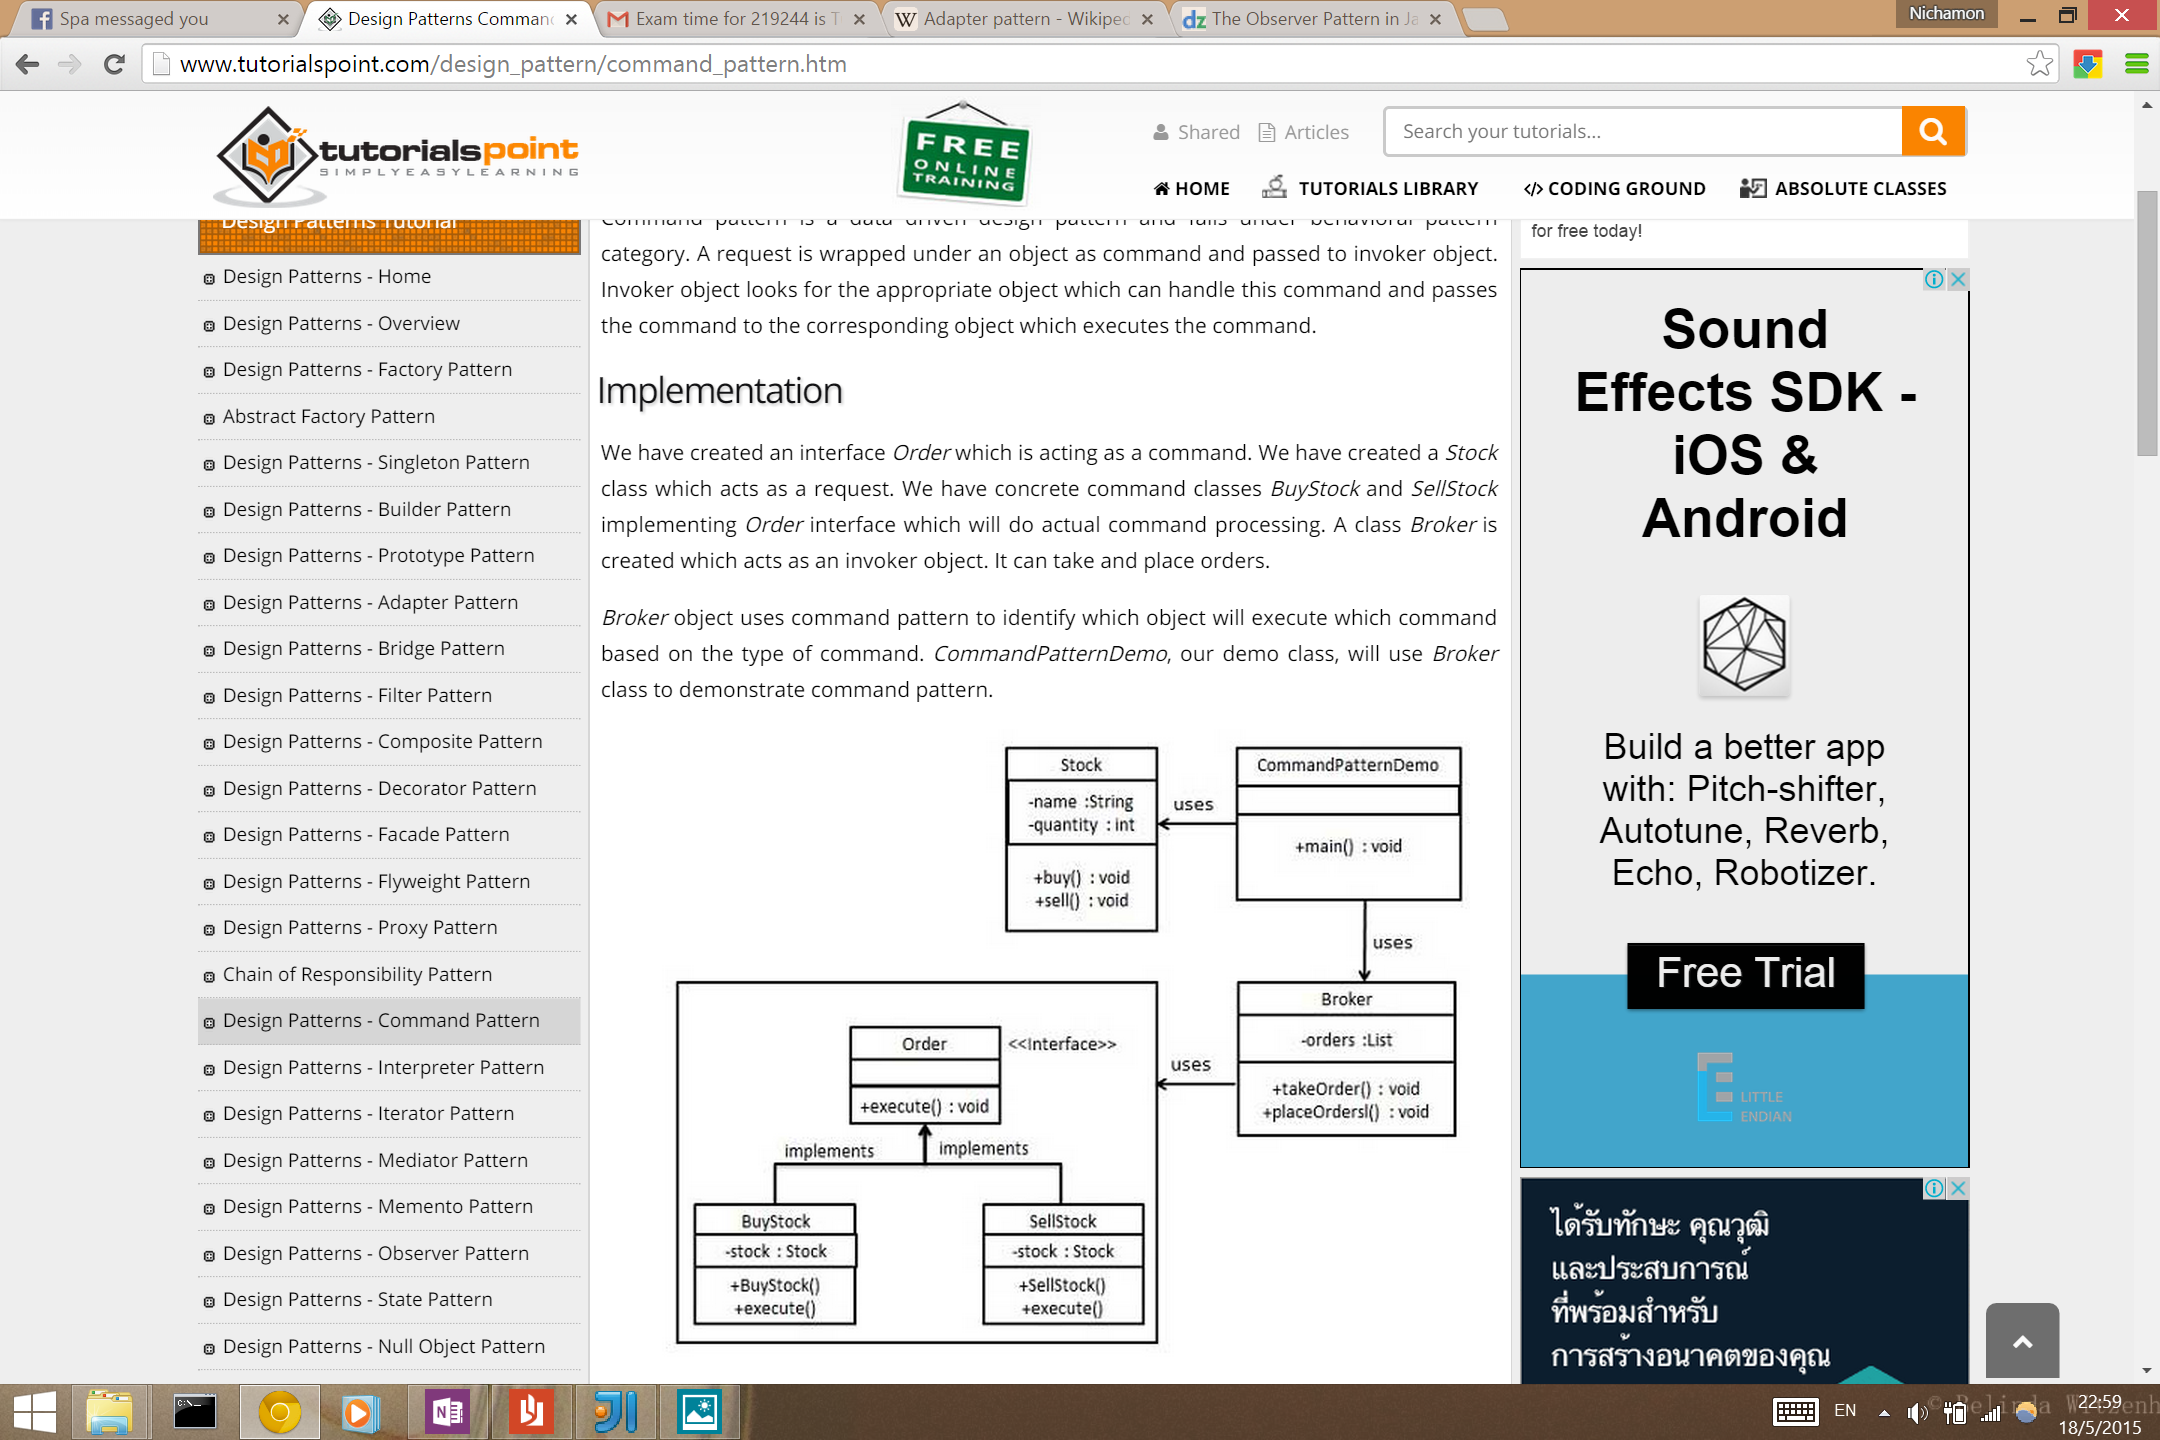 Spa messaged you
Design Patterns Comman
Exam time for 219244 is T
Adapter pattern - Wikiped
The Observer Pattern in Ja
Nichamon
www.tutorialspoint.com/design_pattern/command_pattern.htm
tutorialspoint
SIMPLYEASYLEARNING
FREE
ONLINE
TRAINING
Shared
Articles
Search your tutorials...
HOME
TUTORIALS LIBRARY
</> CODING GROUND
ABSOLUTE CLASSES
Design Patterns Tutorial
Design Patterns - Home
Design Patterns - Overview
Design Patterns - Factory Pattern
Abstract Factory Pattern
Design Patterns - Singleton Pattern
Design Patterns - Builder Pattern
Design Patterns - Prototype Pattern
Design Patterns - Adapter Pattern
Design Patterns - Bridge Pattern
Design Patterns - Filter Pattern
Design Patterns - Composite Pattern
Design Patterns - Decorator Pattern
Design Patterns - Facade Pattern
Design Patterns - Flyweight Pattern
Design Patterns - Proxy Pattern
Chain of Responsibility Pattern
Design Patterns - Command Pattern
Design Patterns - Interpreter Pattern
Design Patterns - Iterator Pattern
Design Patterns - Mediator Pattern
Design Patterns - Memento Pattern
Design Patterns - Observer Pattern
Design Patterns - State Pattern
Design Patterns - Null Object Pattern
Command pattern is a data driven design pattern and falls under behavioral pattern
category. A request is wrapped under an object as command and passed to invoker object.
Invoker object looks for the appropriate object which can handle this command and passes
the command to the corresponding object which executes the command.
Implementation
We have created an interface Order which is acting as a command. We have created a Stock
class which acts as a request. We have concrete command classes BuyStock and SellStock
implementing Order interface which will do actual command processing. A class Broker is
created which acts as an invoker object. It can take and place orders.
Broker object uses command pattern to identify which object will execute which command
based on the type of command. CommandPatternDemo, our demo class, will use Broker
class to demonstrate command pattern.
Stock
-name :String
-quantity : int
+buy() : void
+sell() : void
uses
CommandPatternDemo
+main() : void
uses
Broker
-orders :List
+takeOrder() : void
+placeOrdersl() : void
uses
Order
<<Interface>>
+execute() : void
implements
implements
BuyStock
-stock : Stock
+BuyStock()
+execute()
SellStock
-stock : Stock
+SellStock()
+execute()
for free today!
Sound
Effects SDK -
iOS &
Android
Build a better app
with: Pitch-shifter,
Autotune, Reverb,
Echo, Robotizer.
Free Trial
LITTLE
ENDIAN
ได้รับทักษะ คุณวุฒิ
และประสบการณ์
ที่พร้อมสำหรับ
การสร้างอนาคตของคุณ
C:\_
EN
22:59
18/5/2015